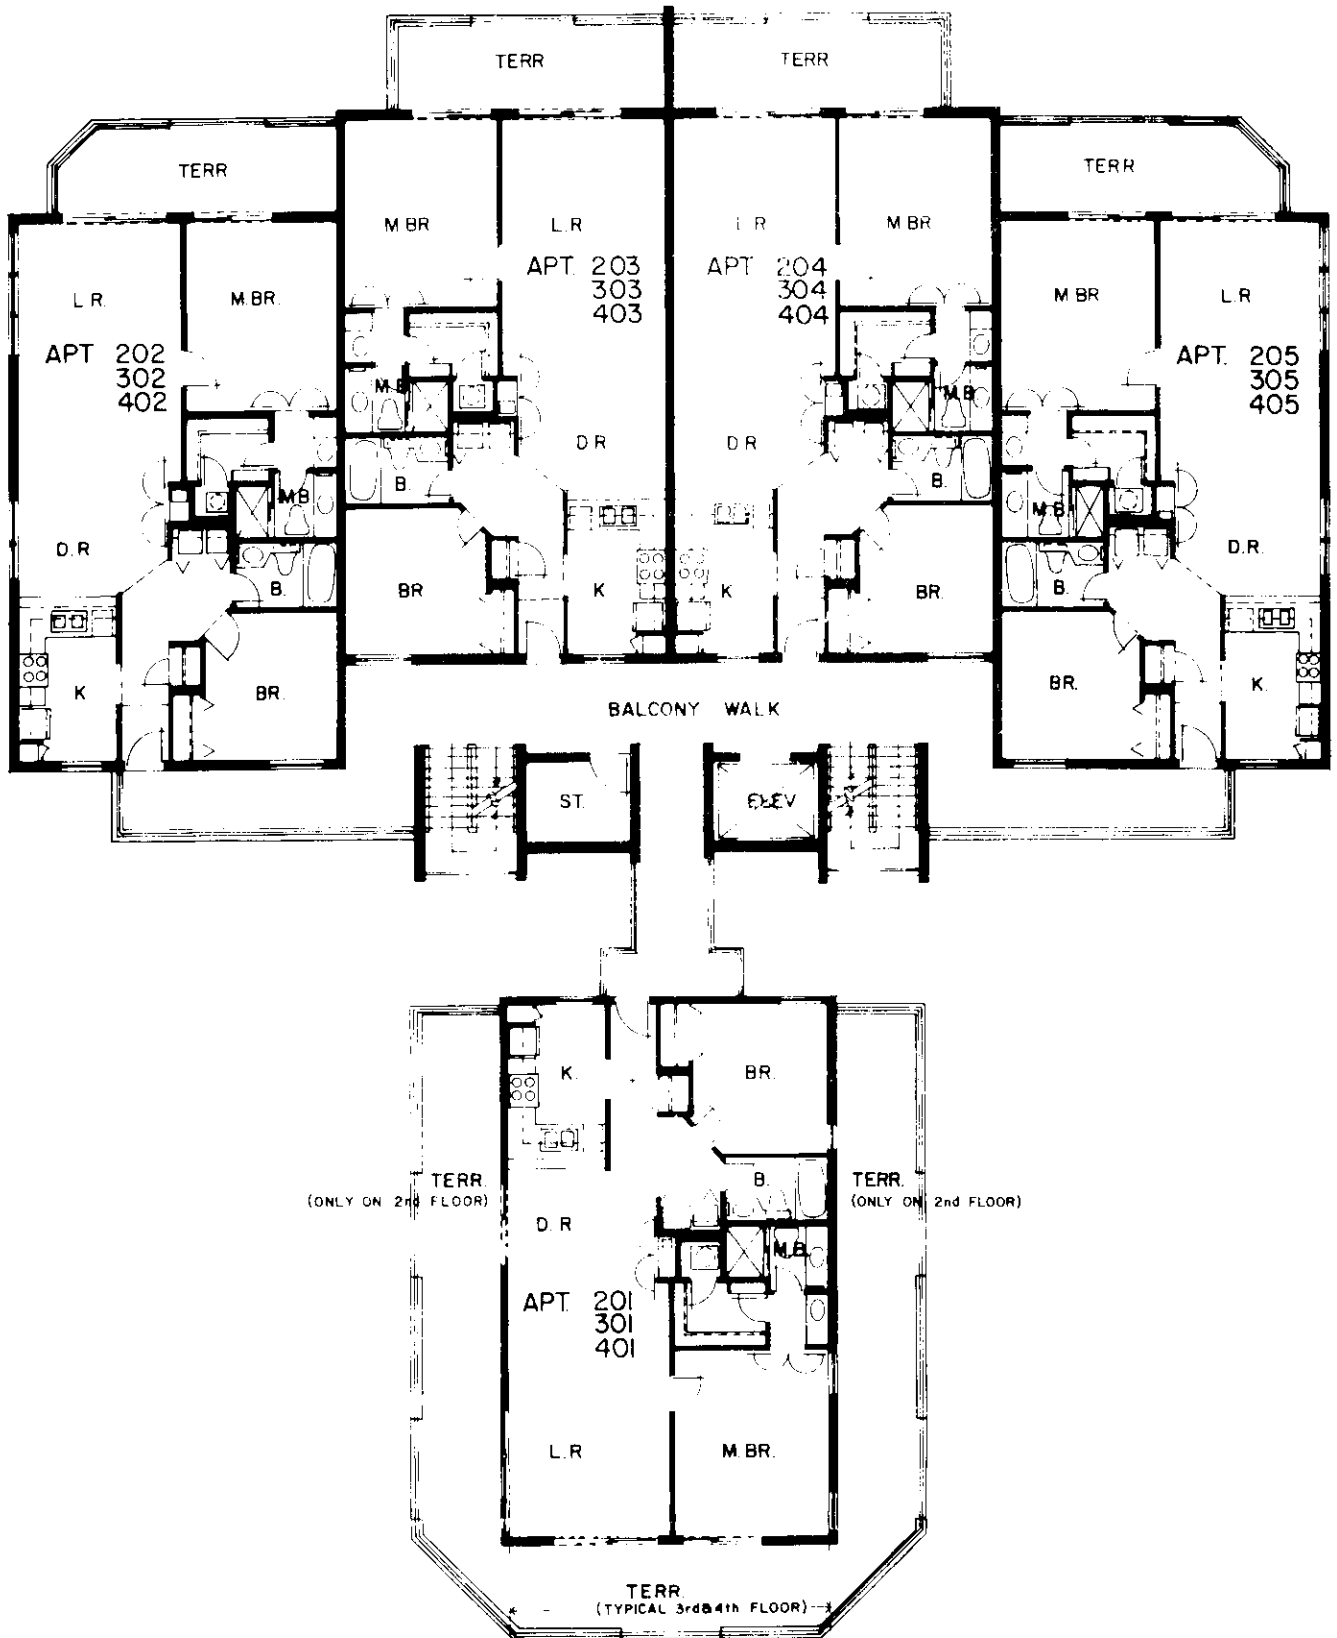 TERR
TERR
TERR
TERR
M.BR
L.R
L.R
M.BR
APT. 203
303
403
APT 204
304
404
L.R.
M.BR.
M.BR
L.R
APT 202
302
402
APT. 205
305
405
M.B
M.B
D.R
D.R
B.
B.
M.B
M.B.
D.R
D.R.
BR
K
K
BR.
B.
B.
K
BR.
BR.
K.
BALCONY WALK
ST.
ELEV
K.
BR.
TERR.
(ONLY ON 2nd FLOOR)
B.
TERR.
(ONLY ON 2nd FLOOR)
D.R
M.B.
APT. 201
301
401
L.R
M.BR.
TERR.
(TYPICAL 3rd&4th FLOOR)